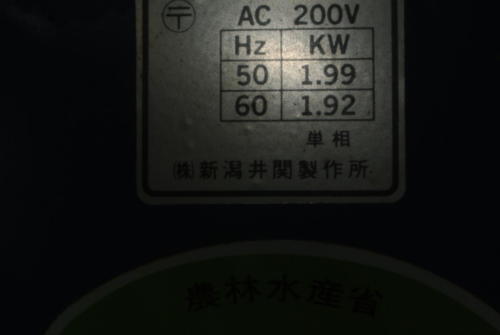 〒 AC 200V
Hz KW
50 1.99
60 1.92
単相
㈱新潟井関製作所
農林水産省